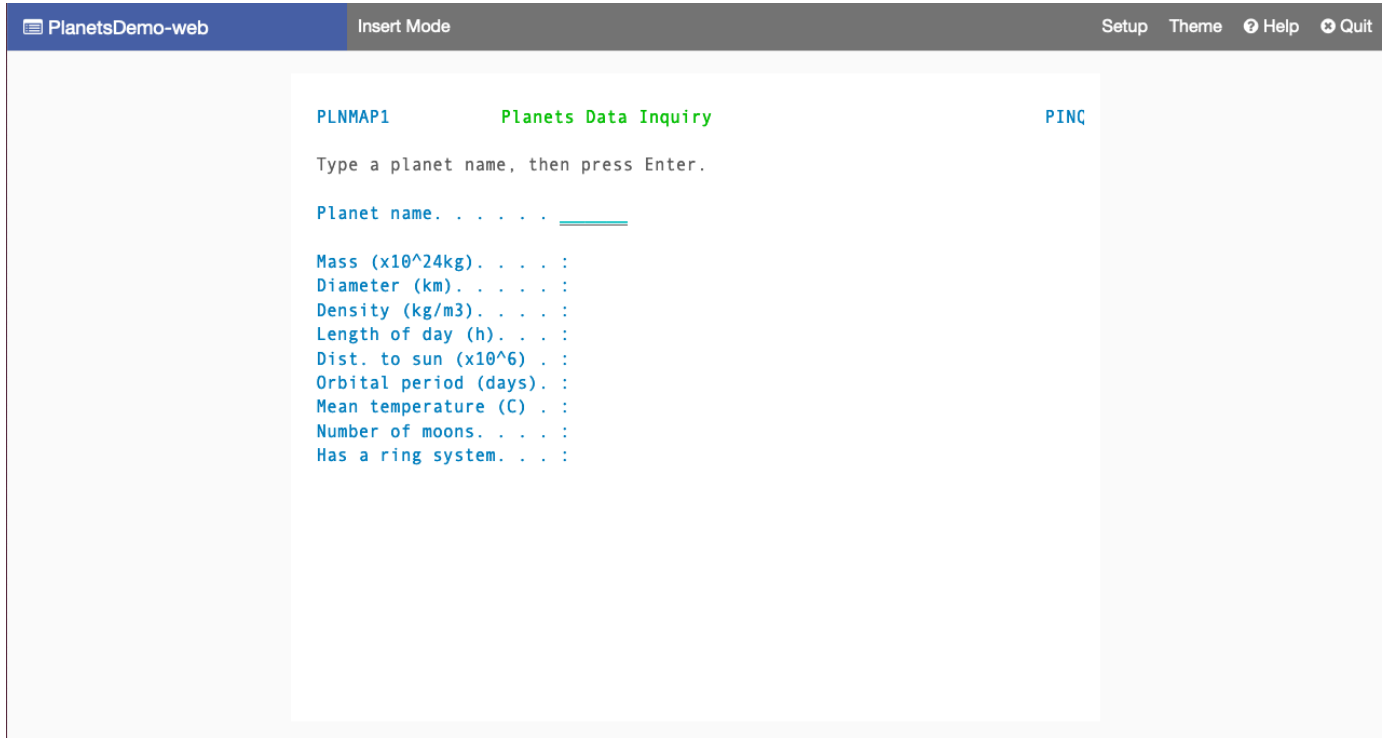 PlanetsDemo-web Insert Mode Setup Theme Help Quit
PLNMAP1 Planets Data Inquiry PINQ
Type a planet name, then press Enter.
Planet name. . . . . . _______
Mass (x10^24kg). . . . :
Diameter (km). . . . . :
Density (kg/m3). . . . :
Length of day (h). . . :
Dist. to sun (x10^6) . :
Orbital period (days). :
Mean temperature (C) . :
Number of moons. . . . :
Has a ring system. . . :